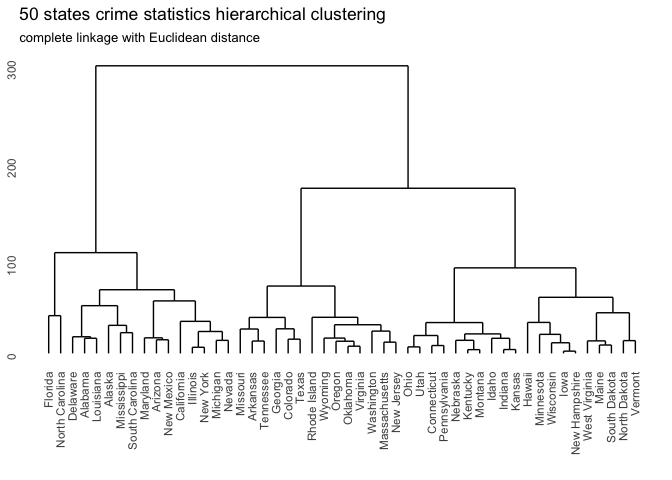 50 states crime statistics hierarchical clustering
complete linkage with Euclidean distance
300
200
100
0
Florida
North Carolina
Delaware
Alabama
Louisiana
Alaska
Mississippi
South Carolina
Maryland
Arizona
New Mexico
California
Illinois
New York
Michigan
Nevada
Missouri
Arkansas
Tennessee
Georgia
Colorado
Texas
Rhode Island
Wyoming
Oregon
Oklahoma
Virginia
Washington
Massachusetts
New Jersey
Ohio
Utah
Connecticut
Pennsylvania
Nebraska
Kentucky
Montana
Idaho
Indiana
Kansas
Hawaii
Minnesota
Wisconsin
Iowa
New Hampshire
West Virginia
Maine
South Dakota
North Dakota
Vermont